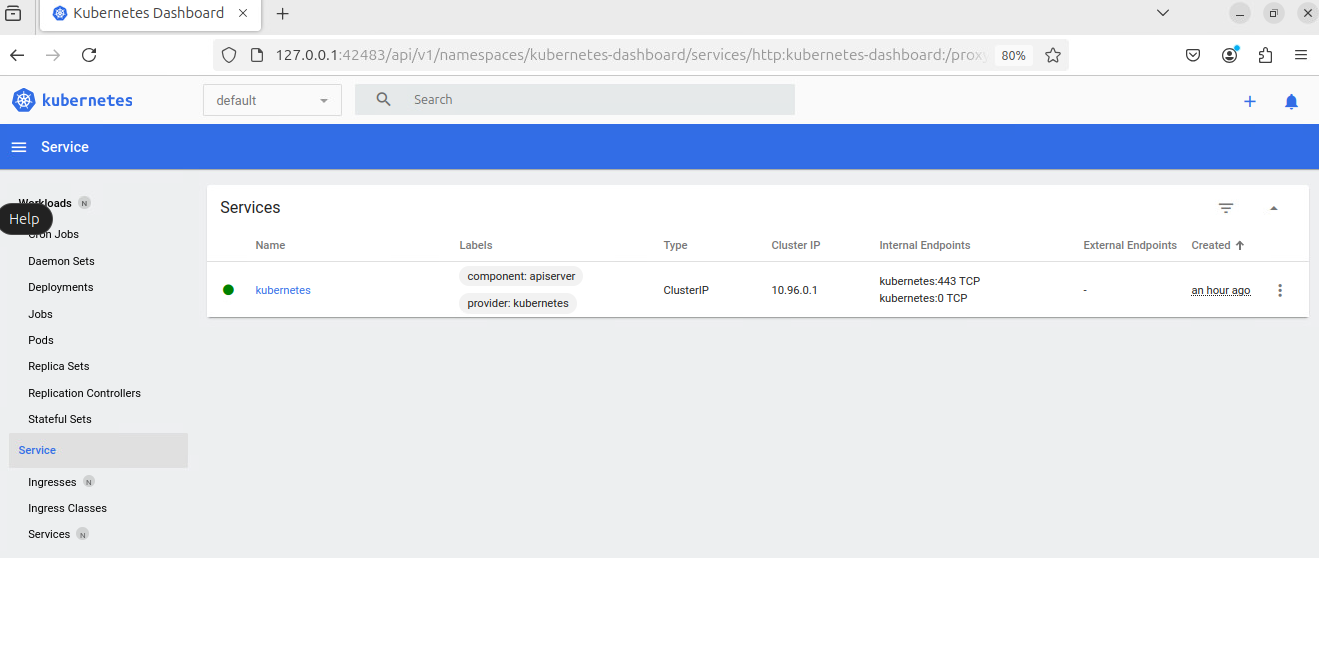 Kubernetes Dashboard
127.0.0.1:42483/api/v1/namespaces/kubernetes-dashboard/services/http:kubernetes-dashboard:/proxy
80%
kubernetes
default
Search
Service
Workloads N
Help
Cron Jobs
Daemon Sets
Deployments
Jobs
Pods
Replica Sets
Replication Controllers
Stateful Sets
Service
Ingresses N
Ingress Classes
Services N
Services
Name Labels Type Cluster IP Internal Endpoints External Endpoints Created
kubernetes
component: apiserver
provider: kubernetes
ClusterIP
10.96.0.1
kubernetes:443 TCP
kubernetes:0 TCP
-
an hour ago